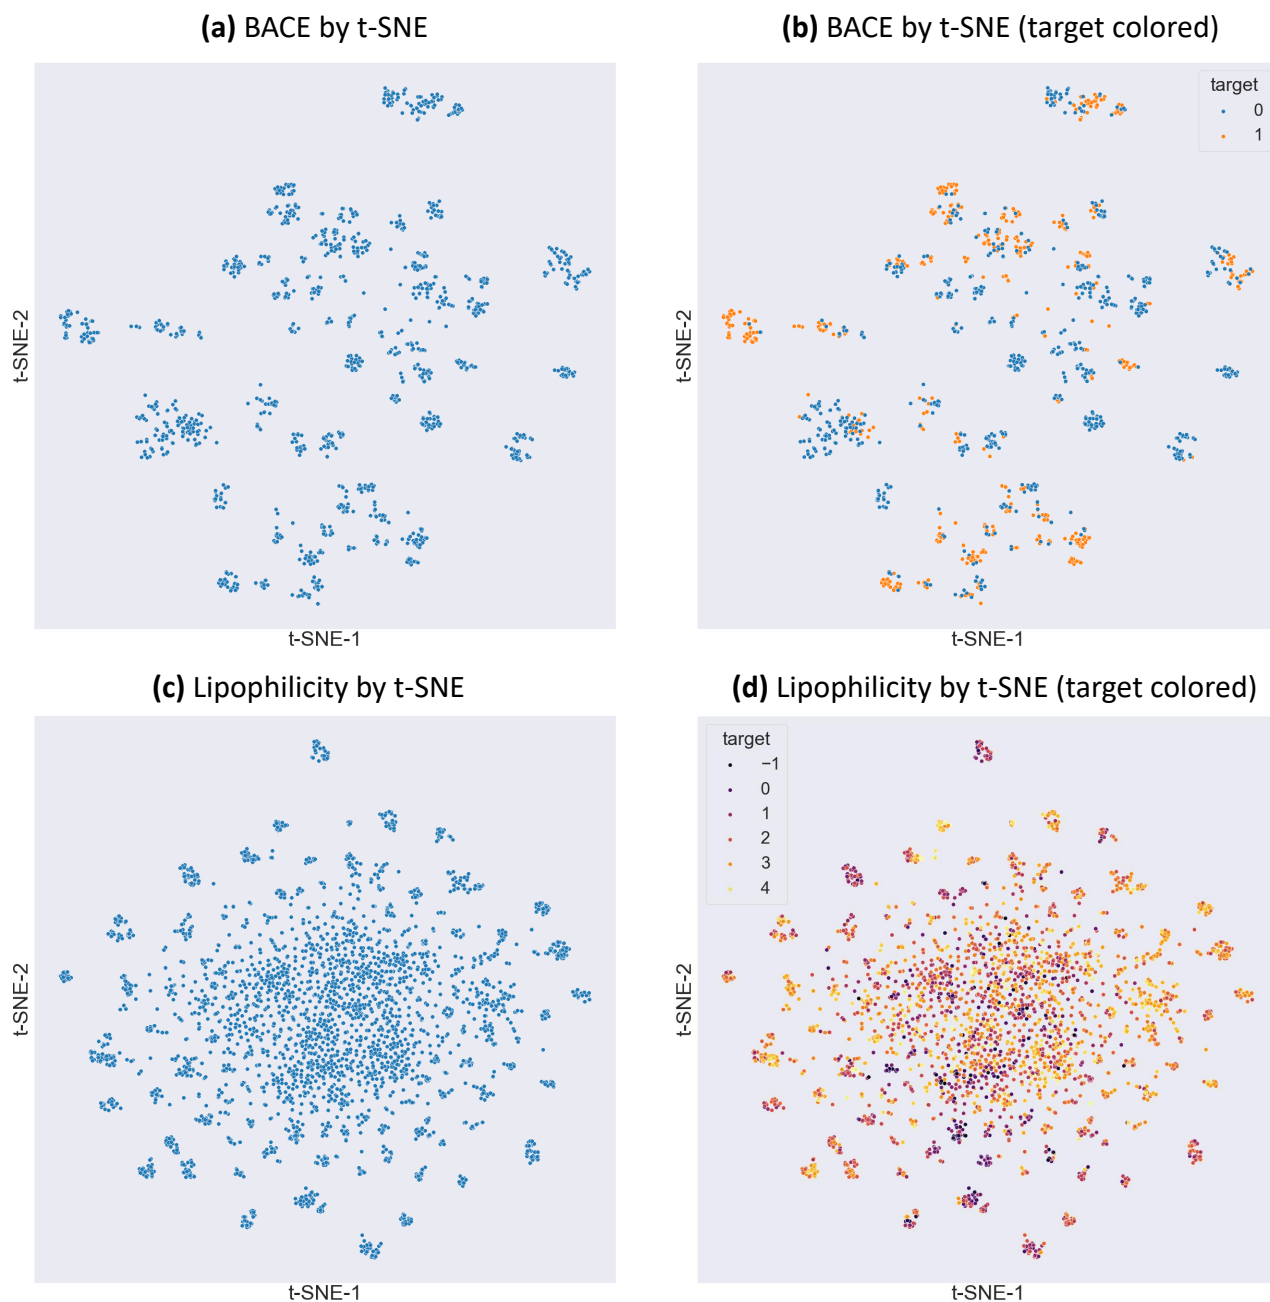 (a) BACE by t-SNE
(b) BACE by t-SNE (target colored)
t-SNE-2
t-SNE-1
t-SNE-2
target
0
1
t-SNE-1
(c) Lipophilicity by t-SNE
(d) Lipophilicity by t-SNE (target colored)
t-SNE-2
t-SNE-1
t-SNE-2
target
−1
0
1
2
3
4
t-SNE-1